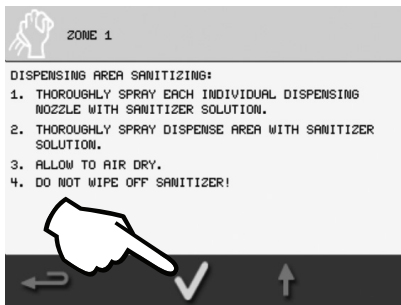 ZONE 1
DISPENSING AREA SANITIZING:
1. THOROUGHLY SPRAY EACH INDIVIDUAL DISPENSING
NOZZLE WITH SANITIZER SOLUTION.
2. THOROUGHLY SPRAY DISPENSE AREA WITH SANITIZER
SOLUTION.
3. ALLOW TO AIR DRY.
4. DO NOT WIPE OFF SANITIZER!